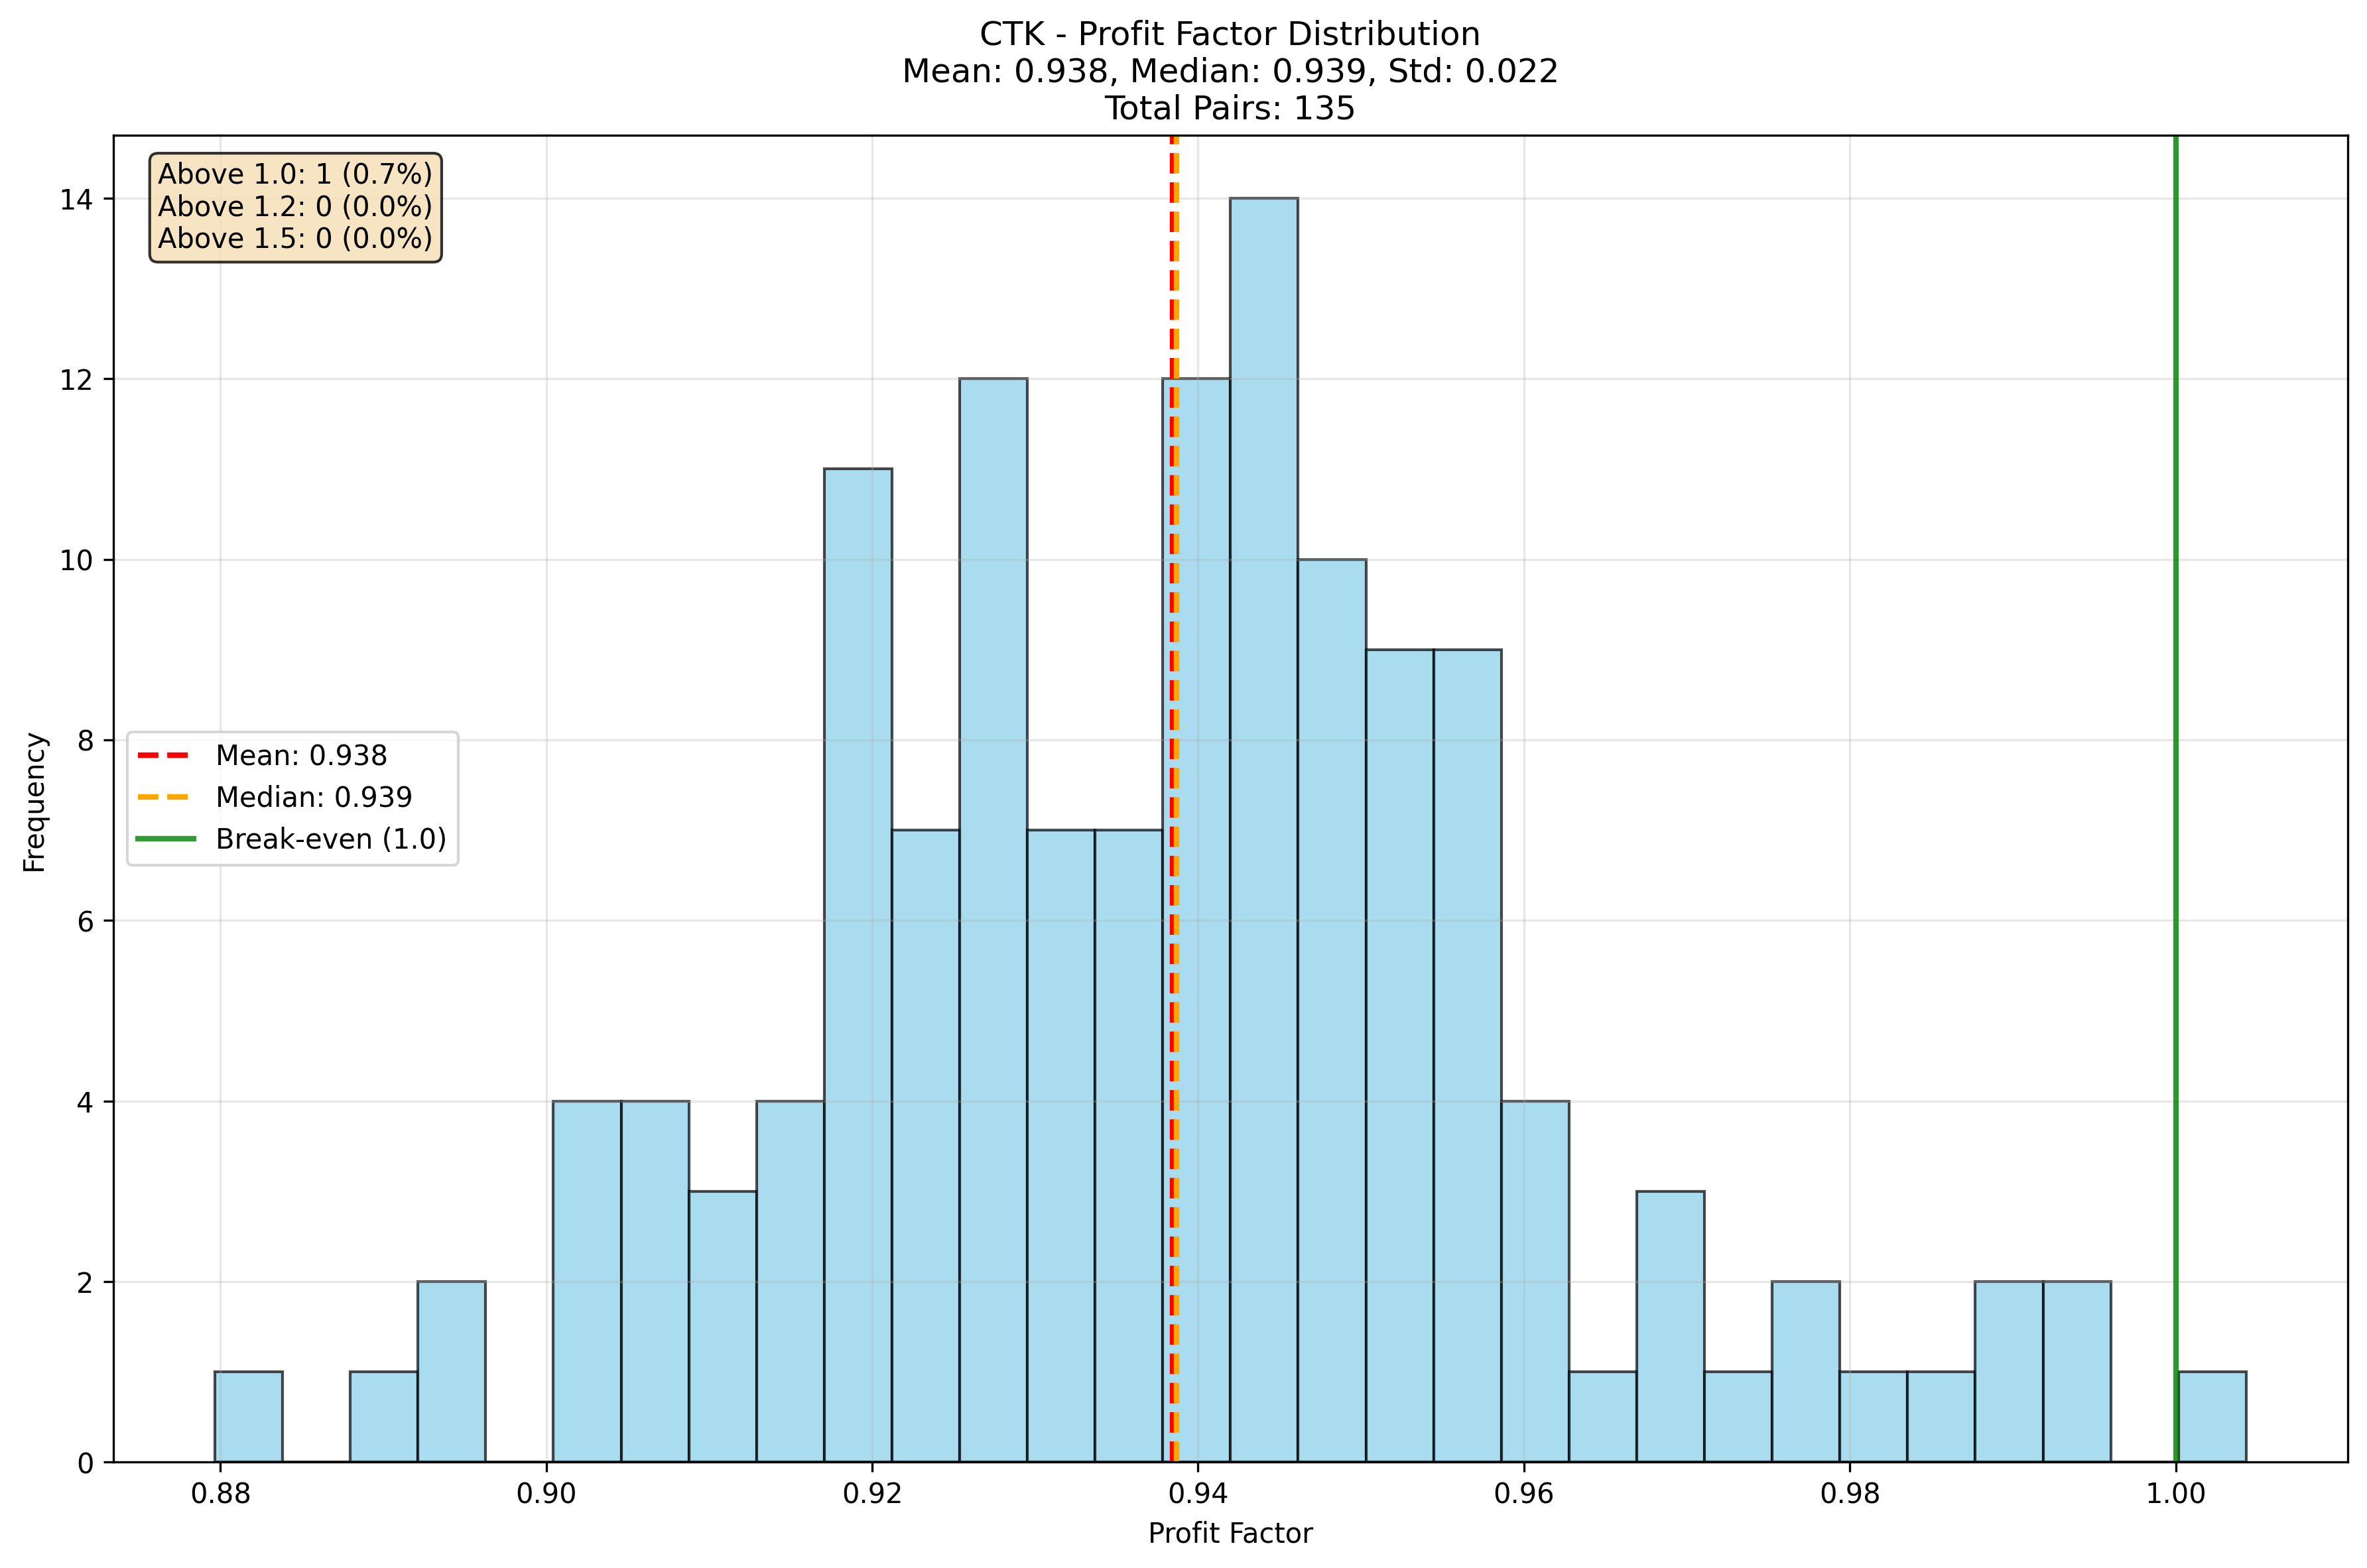 CTK - Profit Factor Distribution
Mean: 0.938, Median: 0.939, Std: 0.022
Total Pairs: 135
Above 1.0: 1 (0.7%)
Above 1.2: 0 (0.0%)
Above 1.5: 0 (0.0%)
Mean: 0.938
Median: 0.939
Break-even (1.0)
Frequency
14
12
10
8
6
4
2
0
0.88 0.90 0.92 0.94 0.96 0.98 1.00
Profit Factor